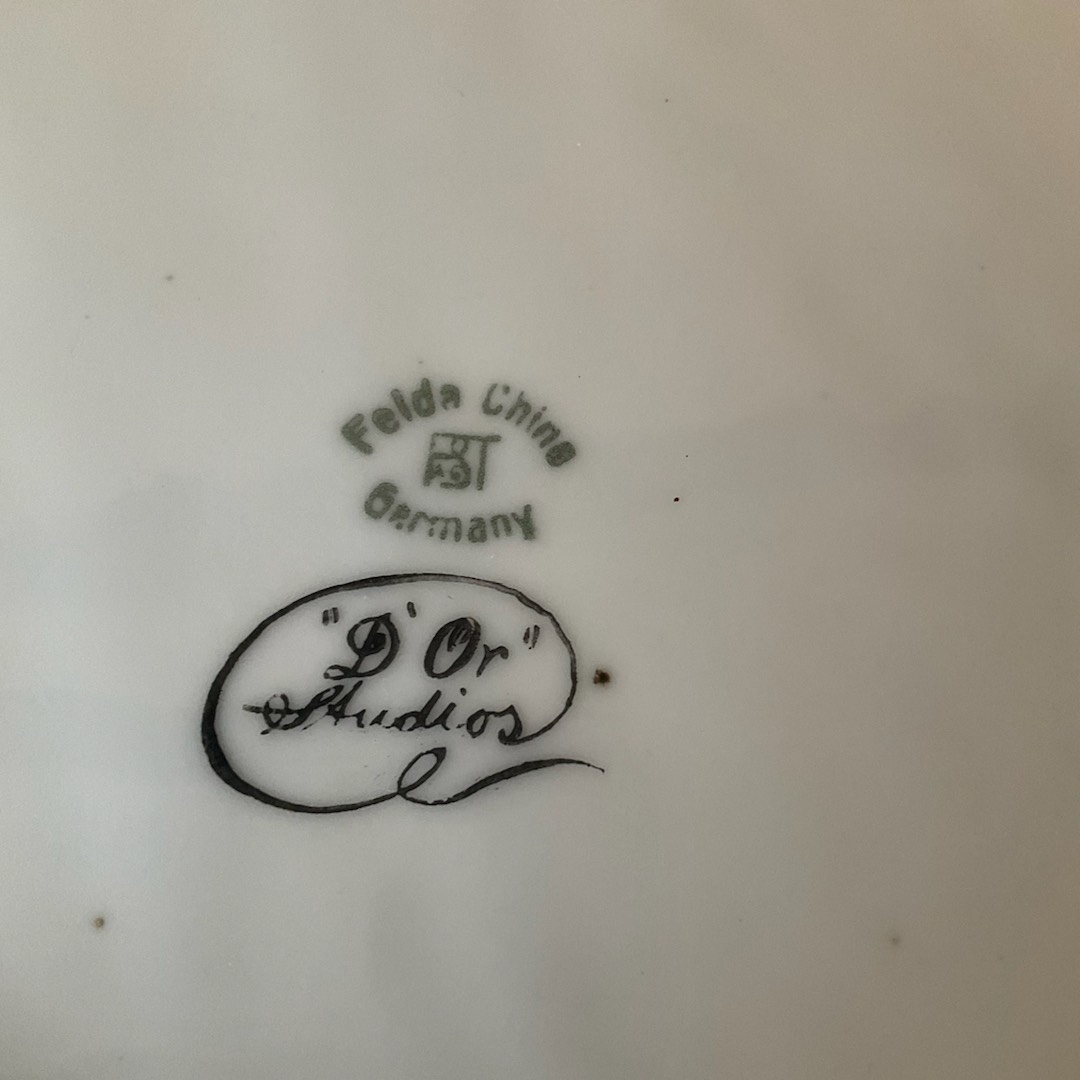 Felda China
Germany
"D'Or"
Studios